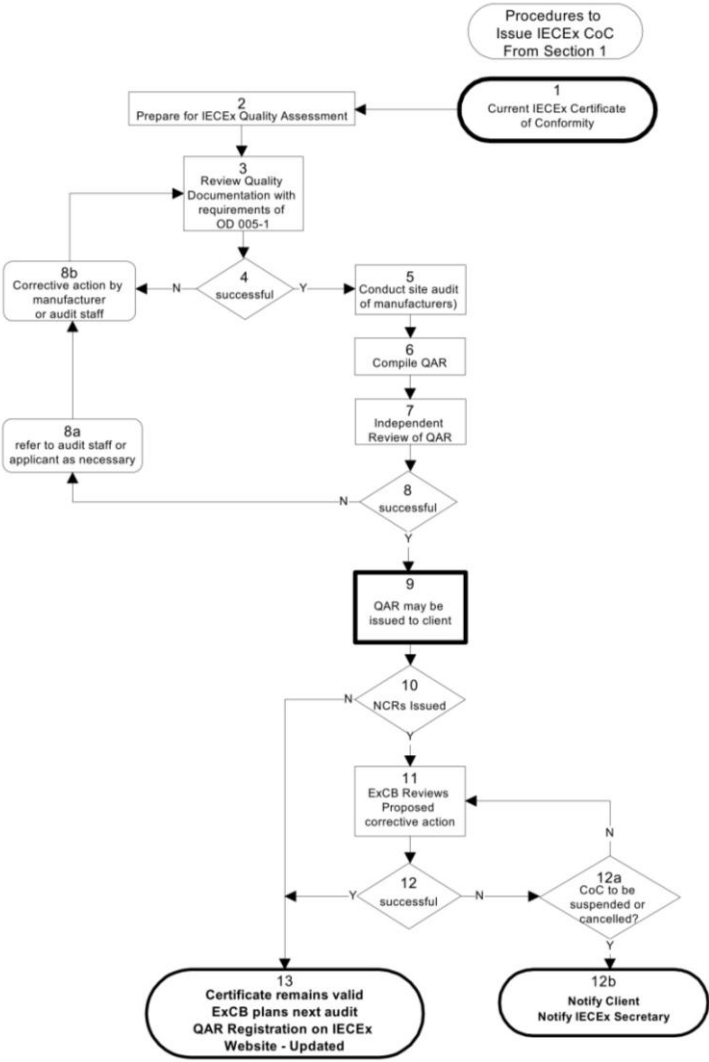 Procedures to
Issue IECEx CoC
From Section 1
1
Current IECEx Certificate
of Conformity
2
Prepare for IECEx Quality Assessment
3
Review Quality
Documentation with
requirements of
OD 005-1
4
successful
N
Y
8b
Corrective action by
manufacturer
or audit staff
5
Conduct site audit
of manufacturers)
6
Compile QAR
7
Independent
Review of QAR
8a
refer to audit staff or
applicant as necessary
8
successful
N
Y
9
QAR may be
issued to client
10
NCRs Issued
N
Y
11
ExCB Reviews
Proposed
corrective action
12
successful
Y
N
12a
CoC to be
suspended or
cancelled?
N
Y
13
Certificate remains valid
ExCB plans next audit
QAR Registration on IECEx
Website - Updated
12b
Notify Client
Notify IECEx Secretary